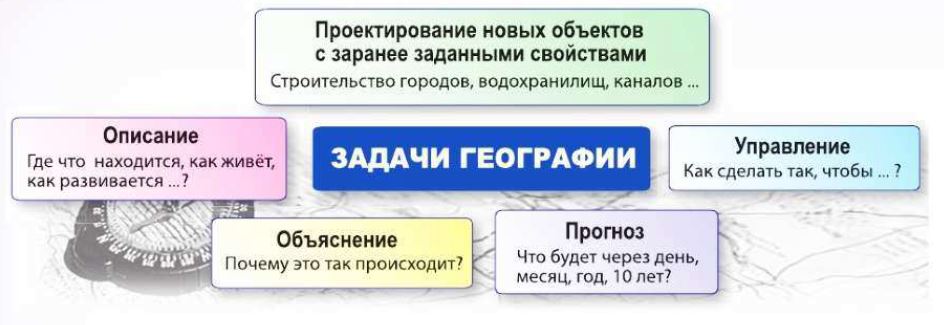 Проектирование новых объектов
с заранее заданными свойствами
Строительство городов, водохранилищ, каналов ...
Описание
Где что находится, как живёт,
как развивается ...?
ЗАДАЧИ ГЕОГРАФИИ
Управление
Как сделать так, чтобы ... ?
Объяснение
Почему это так происходит?
Прогноз
Что будет через день,
месяц, год, 10 лет?